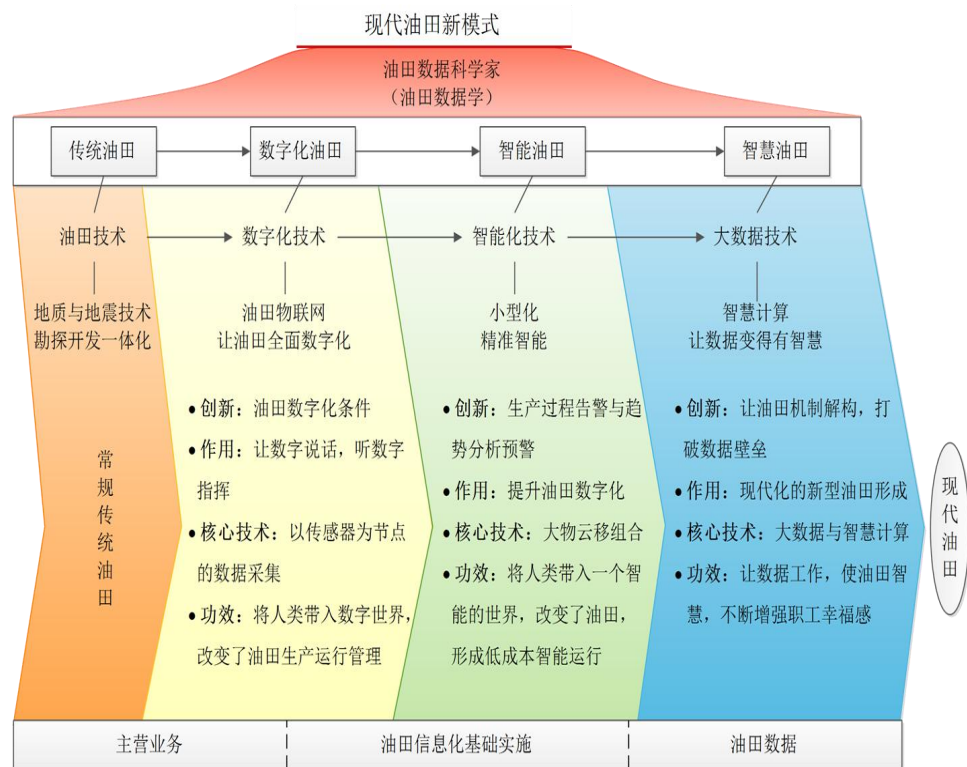 现代油田新模式
油田数据科学家
（油田数据学）
传统油田
数字化油田
智能油田
智慧油田
油田技术
数字化技术
智能化技术
大数据技术
地质与地震技术
勘探开发一体化
油田物联网
让油田全面数字化
小型化
精准智能
智慧计算
让数据变得有智慧
常规传统油田
• 创新：油田数字化条件
• 作用：让数字说话，听数字
指挥
• 核心技术：以传感器为节点
的数据采集
• 功效：将人类带入数字世界，
改变了油田生产运行管理
• 创新：生产过程告警与趋
势分析预警
• 作用：提升油田数字化
• 核心技术：大物云移组合
• 功效：将人类带入一个智
能的世界，改变了油田，
形成低成本智能运行
• 创新：让油田机制解构，打
破数据壁垒
• 作用：现代化的新型油田形成
• 核心技术：大数据与智慧计算
• 功效：让数据工作，使油田智
慧，不断增强职工幸福感
现代油田
主营业务
油田信息化基础实施
油田数据